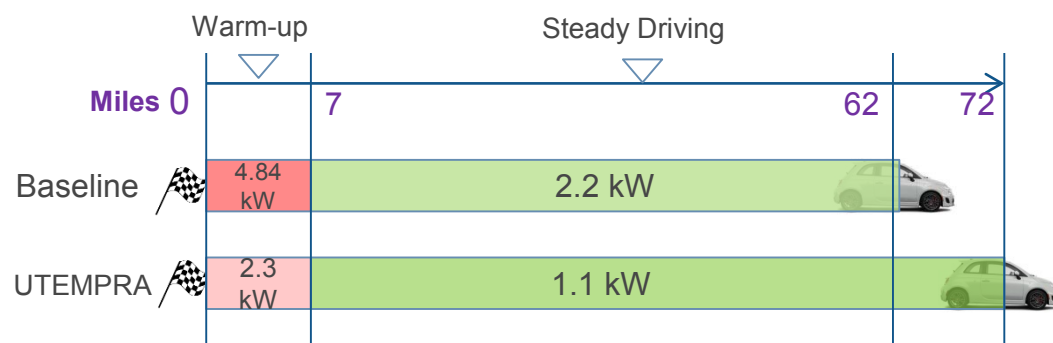 Warm-up
Steady Driving
Miles 0
7
62
72
Baseline
4.84
kW
2.2 kW
UTEMPRA
2.3
kW
1.1 kW